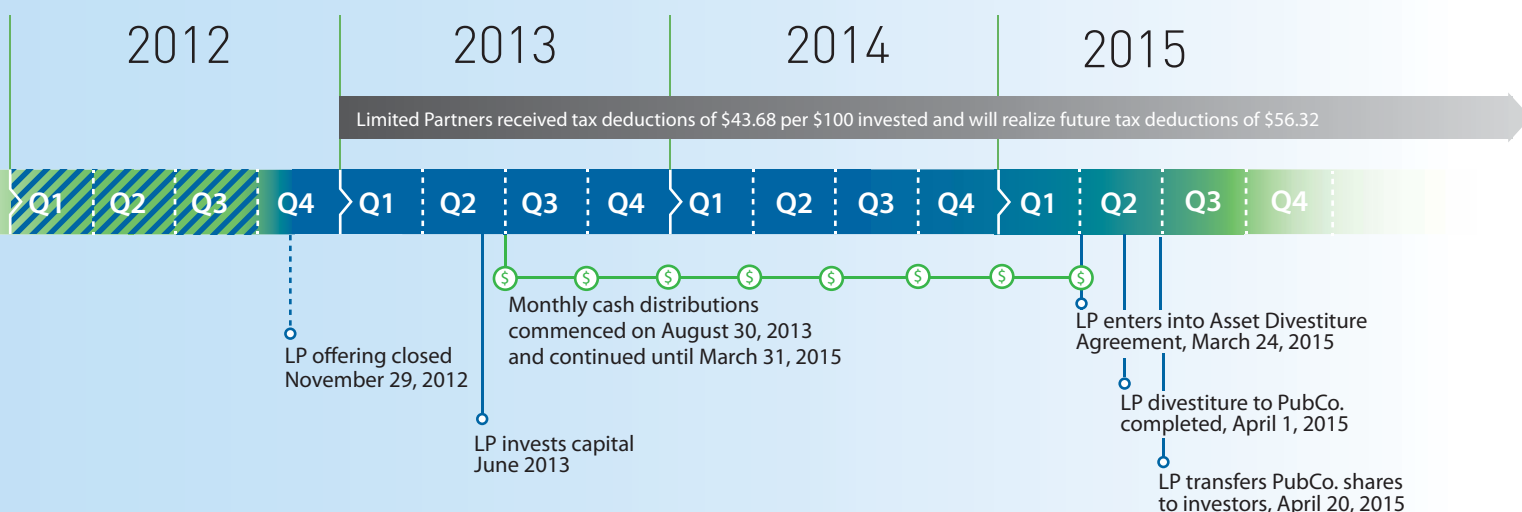 2012
2013
2014
2015
Limited Partners received tax deductions of $43.68 per $100 invested and will realize future tax deductions of $56.32
Q1 Q2 Q3 Q4 Q1 Q2 Q3 Q4 Q1 Q2 Q3 Q4 Q1 Q2 Q3 Q4
$ $ $ $ $ $ $ $
Monthly cash distributions
commenced on August 30, 2013
and continued until March 31, 2015
LP enters into Asset Divestiture
Agreement, March 24, 2015
LP offering closed
November 29, 2012
LP divestiture to PubCo.
completed, April 1, 2015
LP invests capital
June 2013
LP transfers PubCo. shares
to investors, April 20, 2015